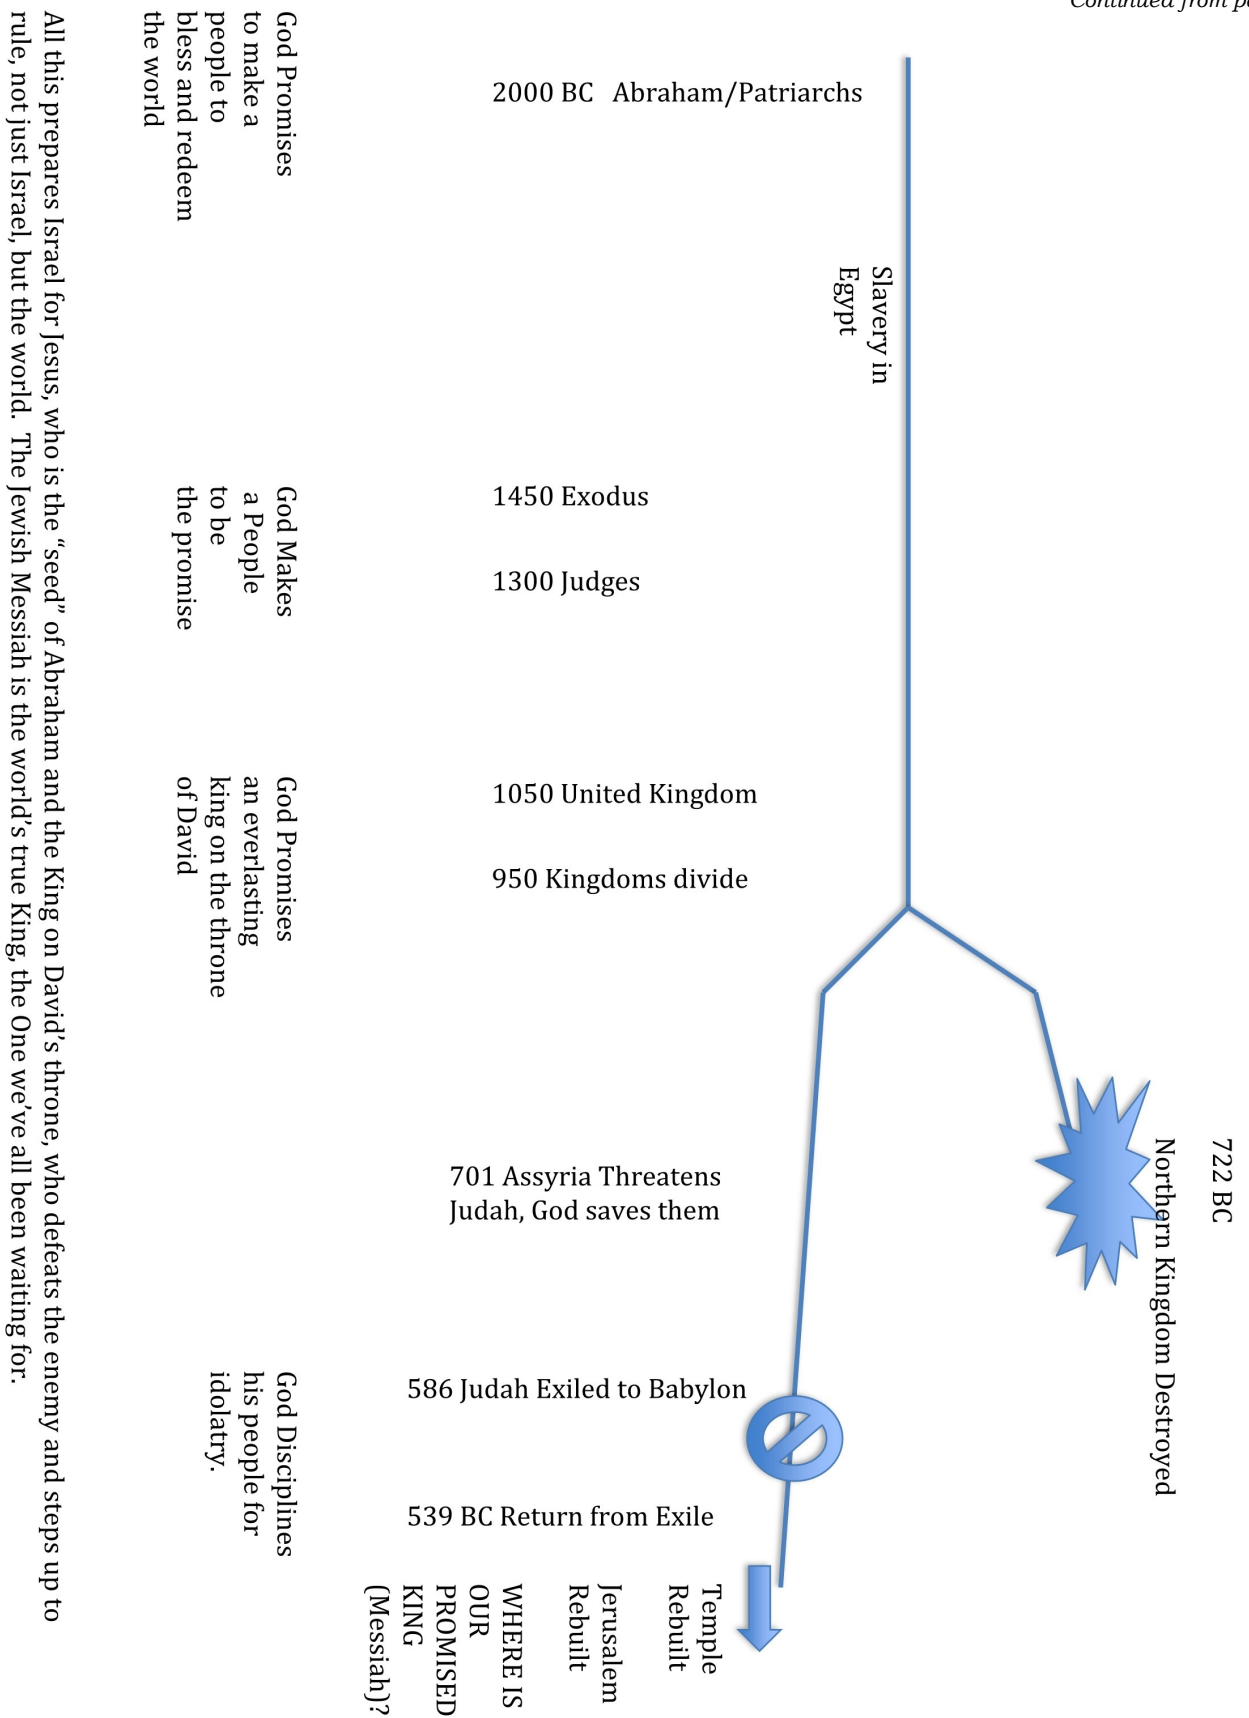 Continued from
722 BC
Northern Kingdom Destroyed
2000 BC   Abraham/Patriarchs
Slavery in
Egypt
1450 Exodus
1300 Judges
1050 United Kingdom
950 Kingdoms divide
701 Assyria Threatens
Judah, God saves them
586 Judah Exiled to Babylon
539 BC Return from Exile
Temple
Rebuilt
Jerusalem
Rebuilt
WHERE IS
OUR
PROMISED
KING
(Messiah)?
God Promises
to make a
people to
bless and redeem
the world
God Makes
a People
to be
the promise
God Promises
an everlasting
king on the throne
of David
God Disciplines
his people for
idolatry.
All this prepares Israel for Jesus, who is the “seed” of Abraham and the King on David’s throne, who defeats the enemy and steps up to
rule, not just Israel, but the world.  The Jewish Messiah is the world’s true King, the One we’ve all been waiting for.